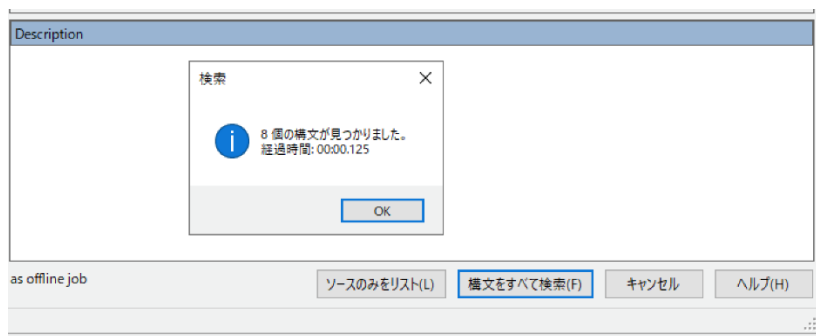 Description
検索
8 個の構文が見つかりました。
経過時間: 00:00.125
OK
as offline job
ソースのみをリスト(L)
構文をすべて検索(F)
キャンセル
ヘルプ(H)